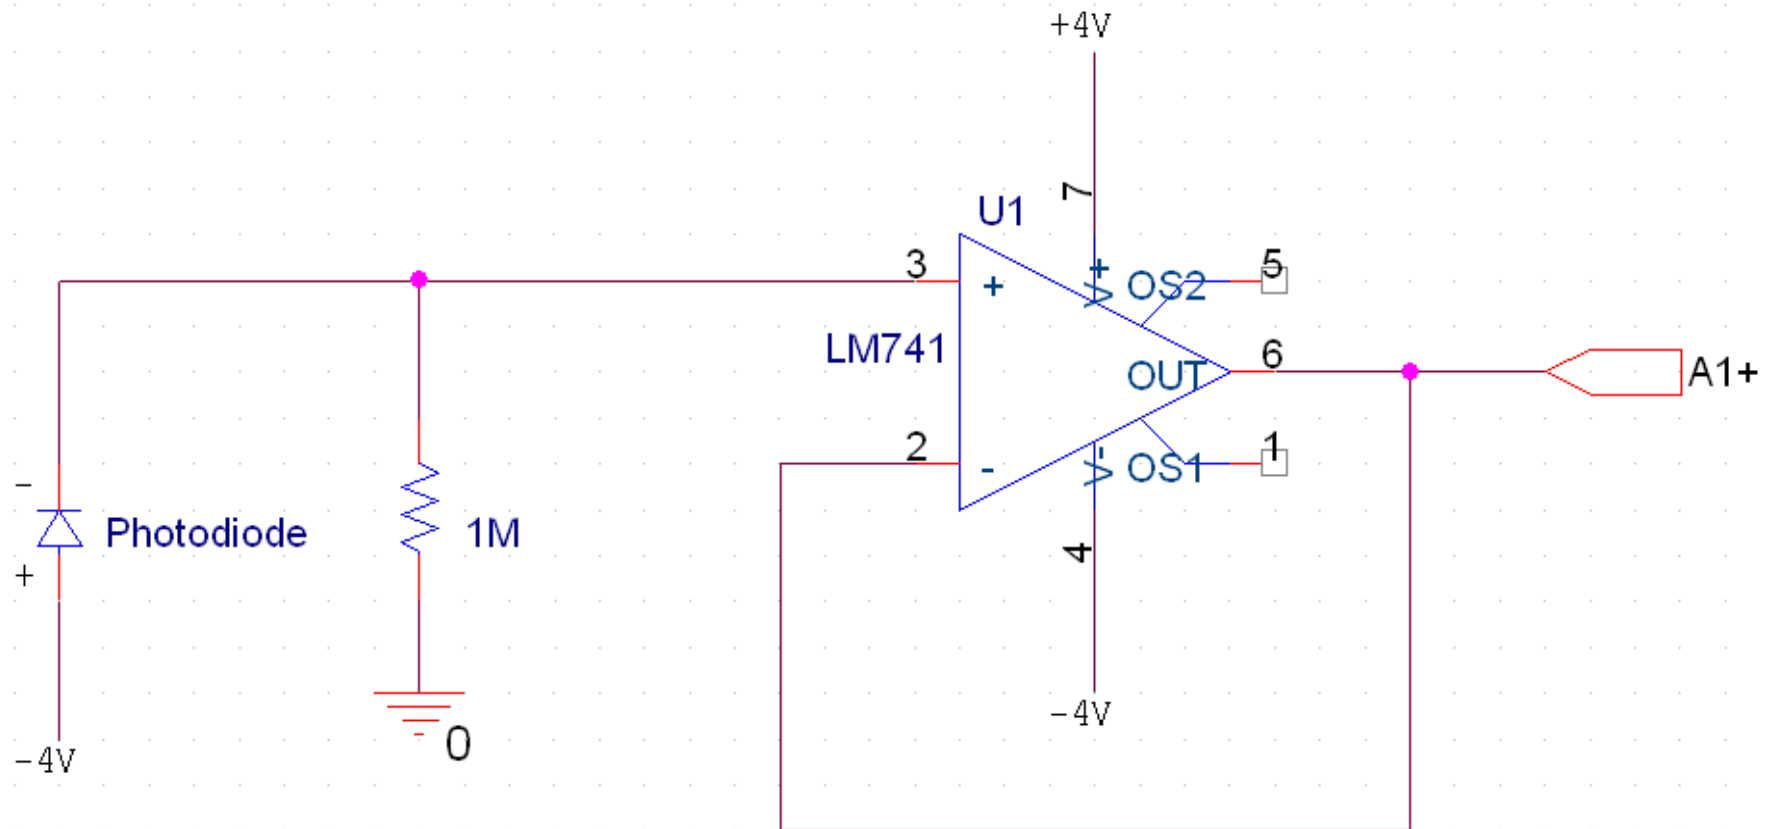 +4V
7
U1
3
+
V+
OS2
5
LM741
OUT
6
A1+
2
-
V-
OS1
1
-
Photodiode
+
1M
4
-4V
0
-4V